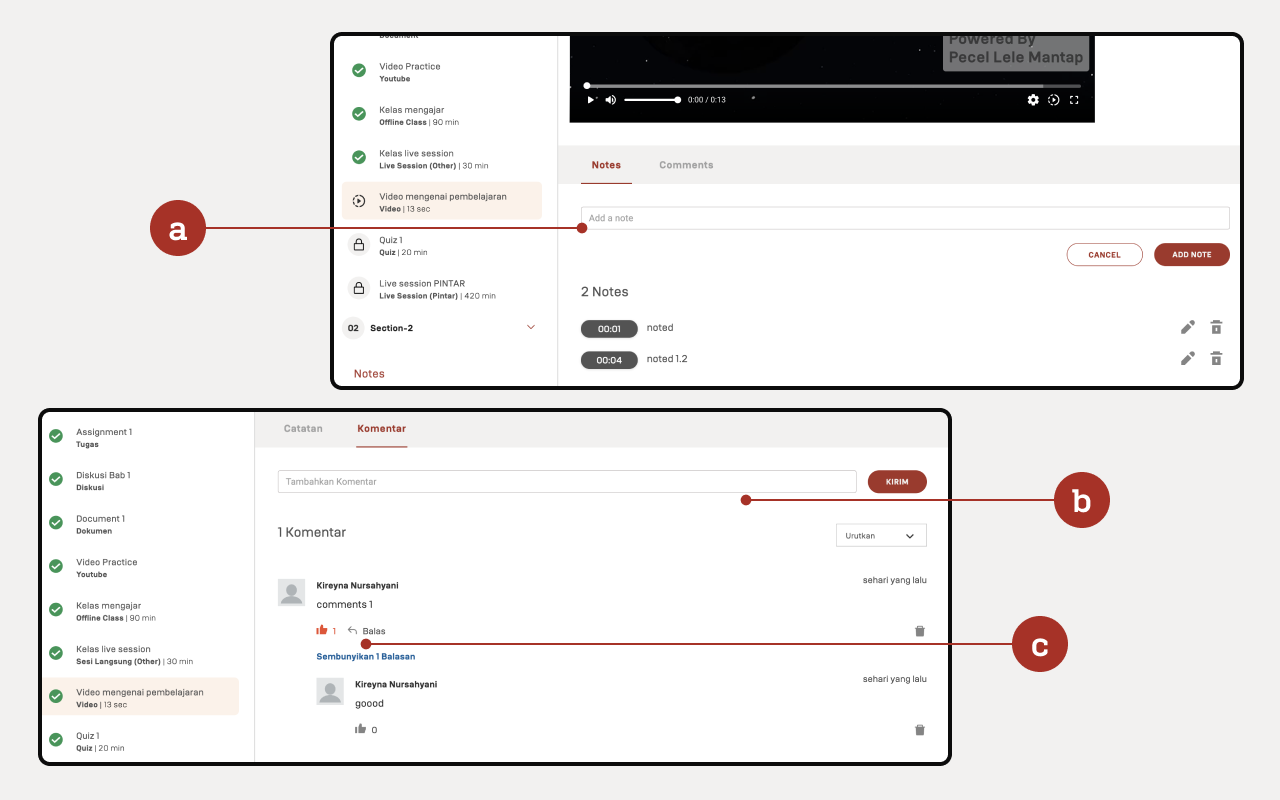 Document
Video Practice
Youtube
Kelas mengajar
Offline Class | 90 min
Kelas live session
Live Session (Other) | 30 min
Video mengenai pembelajaran
Video | 13 sec
Quiz 1
Quiz | 20 min
Live session PINTAR
Live Session (Pintar) | 420 min
02 Section-2
Notes
Powered By
Pecel Lele Mantap
0:00 / 0:13
Notes Comments
Add a note
CANCEL ADD NOTE
2 Notes
00:01 noted
00:04 noted 1.2
a
Assignment 1
Tugas
Diskusi Bab 1
Diskusi
Document 1
Dokumen
Video Practice
Youtube
Kelas mengajar
Offline Class | 90 min
Kelas live session
Sesi Langsung (Other) | 30 min
Video mengenai pembelajaran
Video | 13 sec
Quiz 1
Quiz | 20 min
Catatan Komentar
Tambahkan Komentar KIRIM
1 Komentar Urutkan
Kireyna Nursahyani sehari yang lalu
comments 1
1 Balas
Sembunyikan 1 Balasan
Kireyna Nursahyani sehari yang lalu
goood
0
b
c